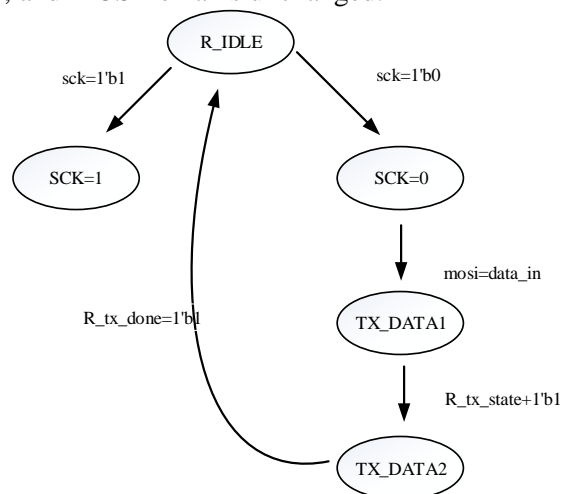 R_IDLE
sck=1'b1
sck=1'b0
SCK=1
SCK=0
mosi=data_in
R_tx_done=1'b1
TX_DATA1
R_tx_state+1'b1
TX_DATA2